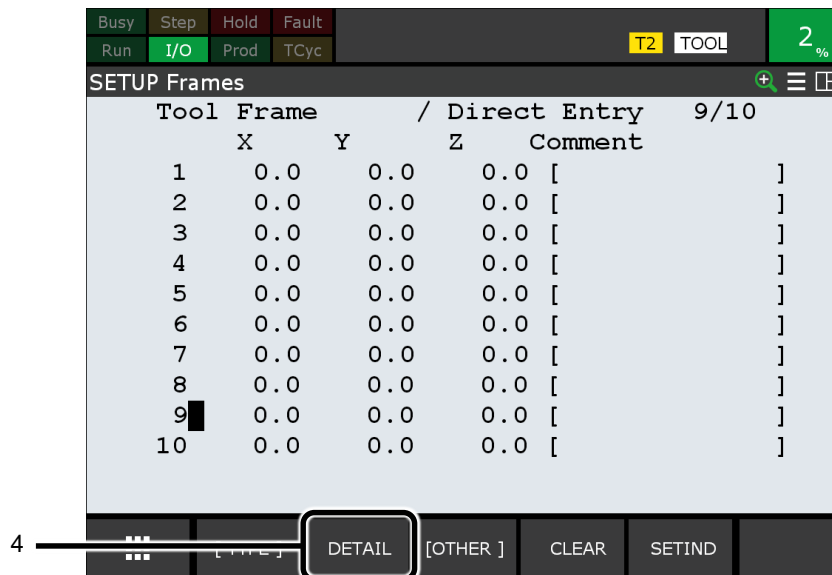 Busy Step Hold Fault
Run I/O Prod TCyc T2 TOOL 2 %
SETUP Frames
Tool Frame / Direct Entry 9/10
X Y Z Comment
1 0.0 0.0 0.0 [ ]
2 0.0 0.0 0.0 [ ]
3 0.0 0.0 0.0 [ ]
4 0.0 0.0 0.0 [ ]
5 0.0 0.0 0.0 [ ]
6 0.0 0.0 0.0 [ ]
7 0.0 0.0 0.0 [ ]
8 0.0 0.0 0.0 [ ]
9 0.0 0.0 0.0 [ ]
10 0.0 0.0 0.0 [ ]
4 [ TYPE ] DETAIL [OTHER ] CLEAR SETIND